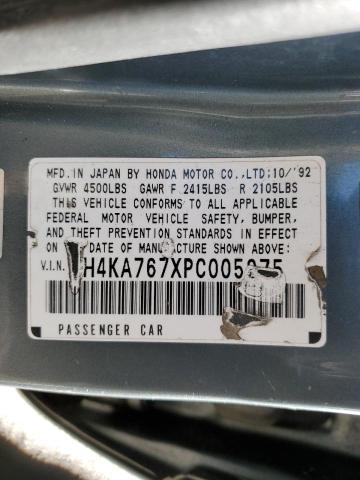 MFD.IN JAPAN BY HONDA MOTOR CO.,LTD;10/'92
GVWR 4500LBS GAWR F 2415LBS R 2105LBS
THIS VEHICLE CONFORMS TO ALL APPLICABLE
FEDERAL MOTOR VEHICLE SAFETY, BUMPER,
AND THEFT PREVENTION STANDARDS IN EFFECT
ON DATE OF MANUFACTURE SHOWN ABOVE:
V.I.N.
PASSENGER CAR